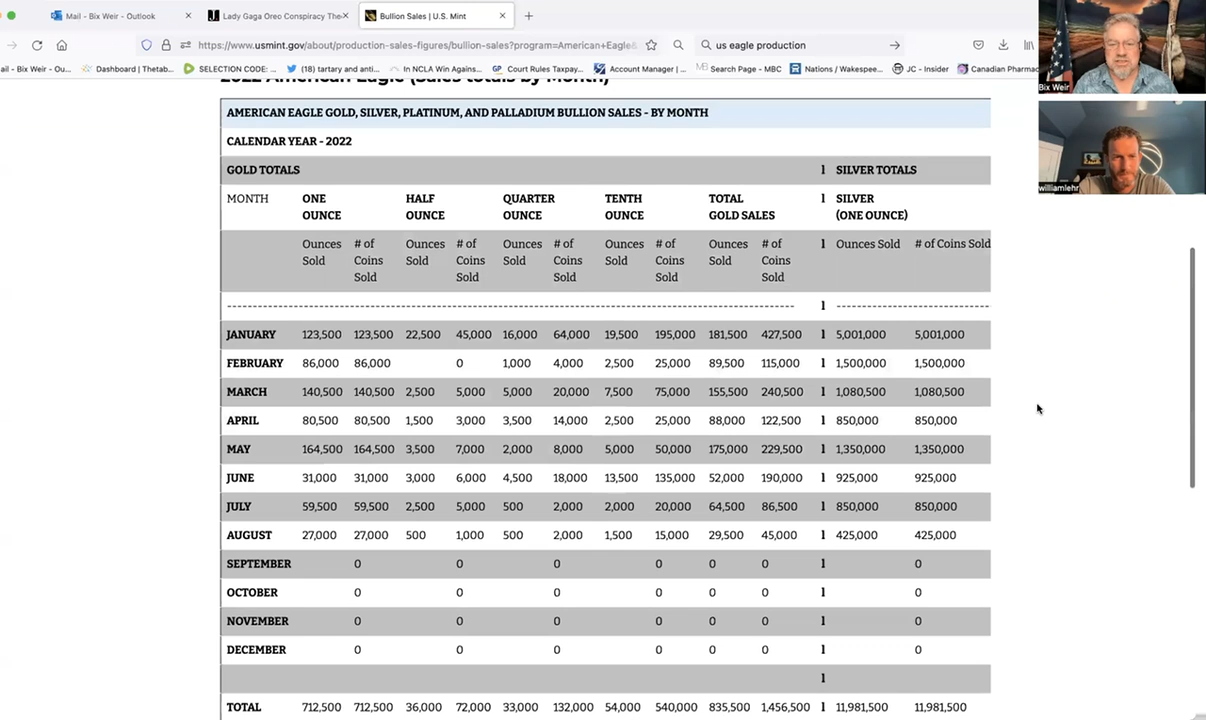 Mail - Bix Weir - Outlook
Lady Gaga Oreo Conspiracy The
Bullion Sales | U.S. Mint
https://www.usmint.gov/about/production-sales-figures/bullion-sales?program=American+Eagle&
us eagle production
ail - Bix Weir - Ou...
Dashboard | Thetab...
SELECTION CODE: ...
(18) tartary and anti...
NCLA Win Agains...
GP Court Rules Taxpay...
Account Manager | ...
MB Search Page - MBC
Nations / Wakespee...
JC - Insider
Canadian Pharmac
Bix Weir
williamlehr
2022 American Eagle (sales totals by Month)
AMERICAN EAGLE GOLD, SILVER, PLATINUM, AND PALLADIUM BULLION SALES - BY MONTH
CALENDAR YEAR - 2022
GOLD TOTALS l SILVER TOTALS
MONTH ONE OUNCE HALF OUNCE QUARTER OUNCE TENTH OUNCE TOTAL GOLD SALES l SILVER (ONE OUNCE)
Ounces Sold # of Coins Sold Ounces Sold # of Coins Sold Ounces Sold # of Coins Sold Ounces Sold # of Coins Sold Ounces Sold # of Coins Sold l Ounces Sold # of Coins Sold
l
JANUARY 123,500 123,500 22,500 45,000 16,000 64,000 19,500 195,000 181,500 427,500 l 5,001,000 5,001,000
FEBRUARY 86,000 86,000 0 1,000 4,000 2,500 25,000 89,500 115,000 l 1,500,000 1,500,000
MARCH 140,500 140,500 2,500 5,000 5,000 20,000 7,500 75,000 155,500 240,500 l 1,080,500 1,080,500
APRIL 80,500 80,500 1,500 3,000 3,500 14,000 2,500 25,000 88,000 122,500 l 850,000 850,000
MAY 164,500 164,500 3,500 7,000 2,000 8,000 5,000 50,000 175,000 229,500 l 1,350,000 1,350,000
JUNE 31,000 31,000 3,000 6,000 4,500 18,000 13,500 135,000 52,000 190,000 l 925,000 925,000
JULY 59,500 59,500 2,500 5,000 500 2,000 2,000 20,000 64,500 86,500 l 850,000 850,000
AUGUST 27,000 27,000 500 1,000 500 2,000 1,500 15,000 29,500 45,000 l 425,000 425,000
SEPTEMBER 0 0 0 0 0 0 l 0
OCTOBER 0 0 0 0 0 0 l 0
NOVEMBER 0 0 0 0 0 0 l 0
DECEMBER 0 0 0 0 0 0 l 0
l
TOTAL 712,500 712,500 36,000 72,000 33,000 132,000 54,000 540,000 835,500 1,456,500 l 11,981,500 11,981,500